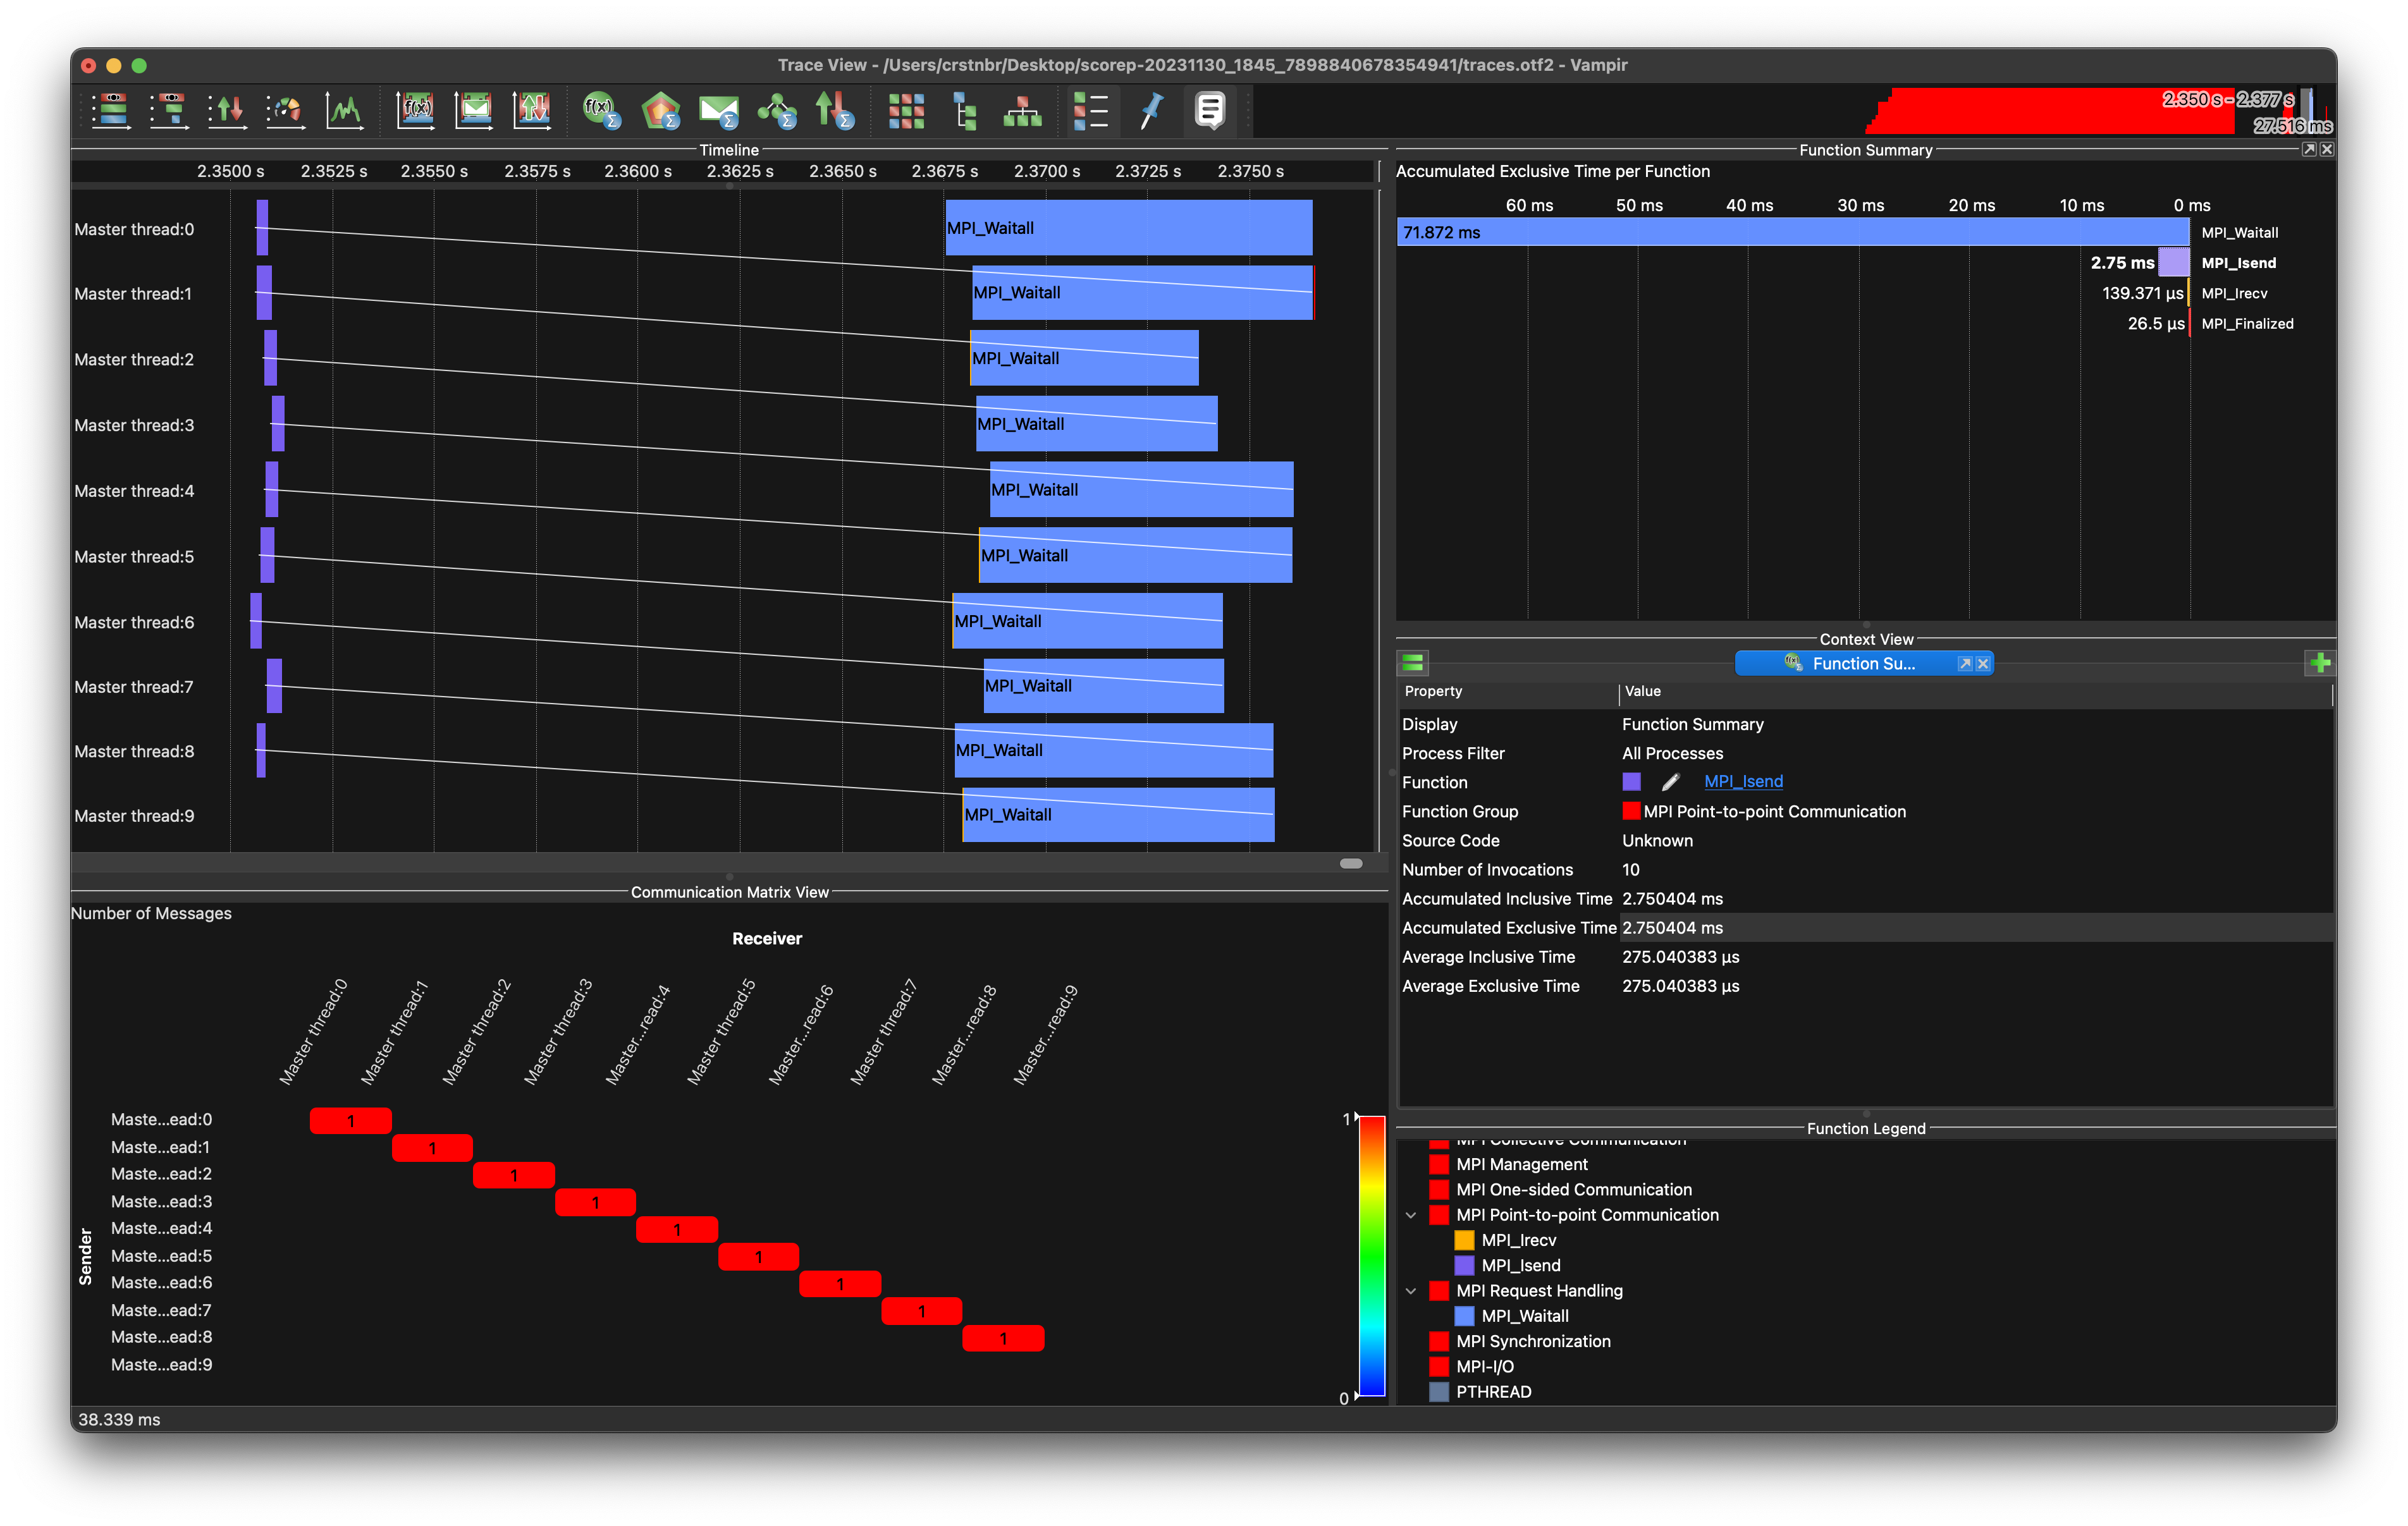 Trace View - /Users/crstnbr/Desktop/scorep-20231130_1845_7898840678354941/traces.otf2 - Vampir
2.350 s - 2.377 s
27.516 ms
Timeline
2.3500 s 2.3525 s 2.3550 s 2.3575 s 2.3600 s 2.3625 s 2.3650 s 2.3675 s 2.3700 s 2.3725 s 2.3750 s
Master thread:0 MPI_Waitall
Master thread:1 MPI_Waitall
Master thread:2 MPI_Waitall
Master thread:3 MPI_Waitall
Master thread:4 MPI_Waitall
Master thread:5 MPI_Waitall
Master thread:6 MPI_Waitall
Master thread:7 MPI_Waitall
Master thread:8 MPI_Waitall
Master thread:9 MPI_Waitall
Communication Matrix View
Number of Messages
Receiver
Master thread:0
Master thread:1
Master thread:2
Master thread:3
Master...read:4
Master thread:5
Master...read:6
Master thread:7
Master...read:8
Master...read:9
Sender
Maste...ead:0 1
Maste...ead:1 1
Maste...ead:2 1
Maste...ead:3 1
Maste...ead:4 1
Maste...ead:5 1
Maste...ead:6 1
Maste...ead:7 1
Maste...ead:8 1
Maste...ead:9
1
0
38.339 ms
Function Summary
Accumulated Exclusive Time per Function
60 ms 50 ms 40 ms 30 ms 20 ms 10 ms 0 ms
71.872 ms MPI_Waitall
2.75 ms MPI_Isend
139.371 µs MPI_Irecv
26.5 µs MPI_Finalized
Context View
f(x) Function Su...
Property Value
Display Function Summary
Process Filter All Processes
Function MPI_Isend
Function Group MPI Point-to-point Communication
Source Code Unknown
Number of Invocations 10
Accumulated Inclusive Time 2.750404 ms
Accumulated Exclusive Time 2.750404 ms
Average Inclusive Time 275.040383 µs
Average Exclusive Time 275.040383 µs
Function Legend
MPI Collective Communication
MPI Management
MPI One-sided Communication
MPI Point-to-point Communication
MPI_Irecv
MPI_Isend
MPI Request Handling
MPI_Waitall
MPI Synchronization
MPI-I/O
PTHREAD